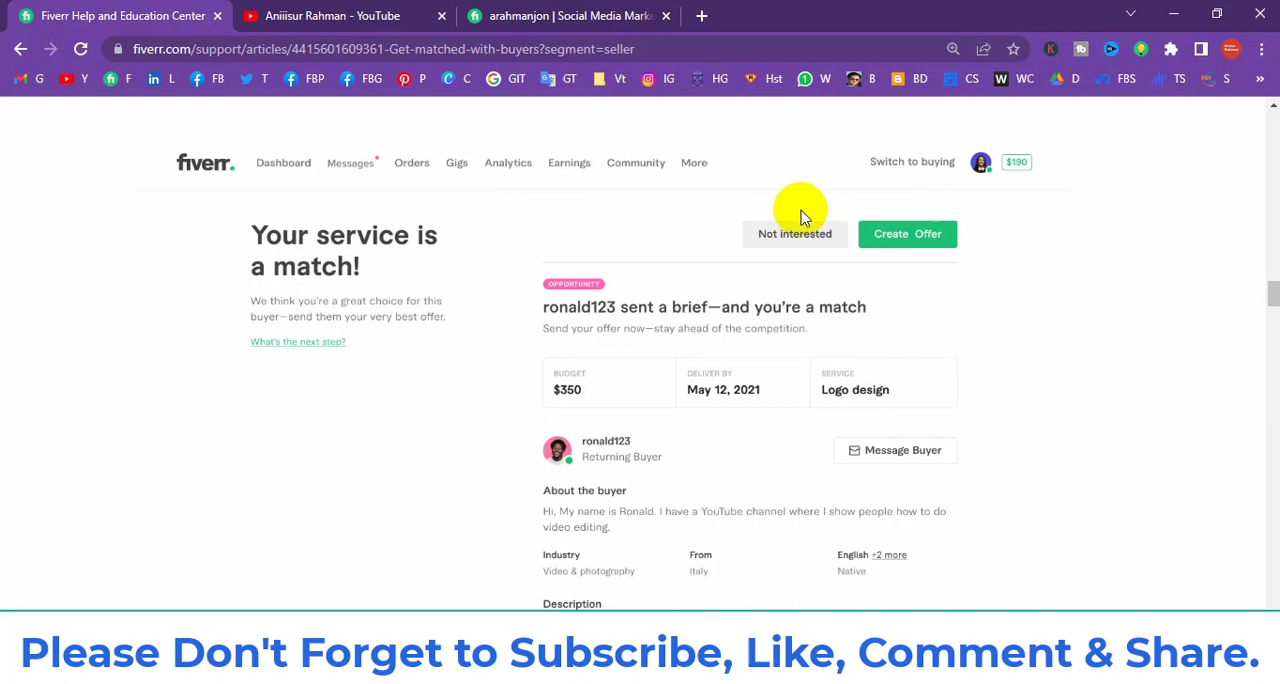 Fiverr Help and Education Center
Aniiisur Rahman - YouTube
arahmanjon | Social Media Mark
fiverr.com/support/articles/4415601609361-Get-matched-with-buyers?segment=seller
G Y F L FB T FBP FBG P C GIT GT Vt IG HG Hst W B BD CS WC D FBS TS S »
fiverr.
Dashboard Messages Orders Gigs Analytics Earnings Community More
Switch to buying $190
Your service is
a match!
We think you're a great choice for this
buyer—send them your very best offer.
What's the next step?
Not interested
Create Offer
OPPORTUNITY
ronald123 sent a brief—and you're a match
Send your offer now—stay ahead of the competition.
BUDGET DELIVER BY SERVICE
$350 May 12, 2021 Logo design
ronald123
Returning Buyer
Message Buyer
About the buyer
Hi, My name is Ronald. I have a YouTube channel where I show people how to do
video editing.
Industry From English +2 more
Video & photography Italy Native
Description
Please Don't Forget to Subscribe, Like, Comment & Share.